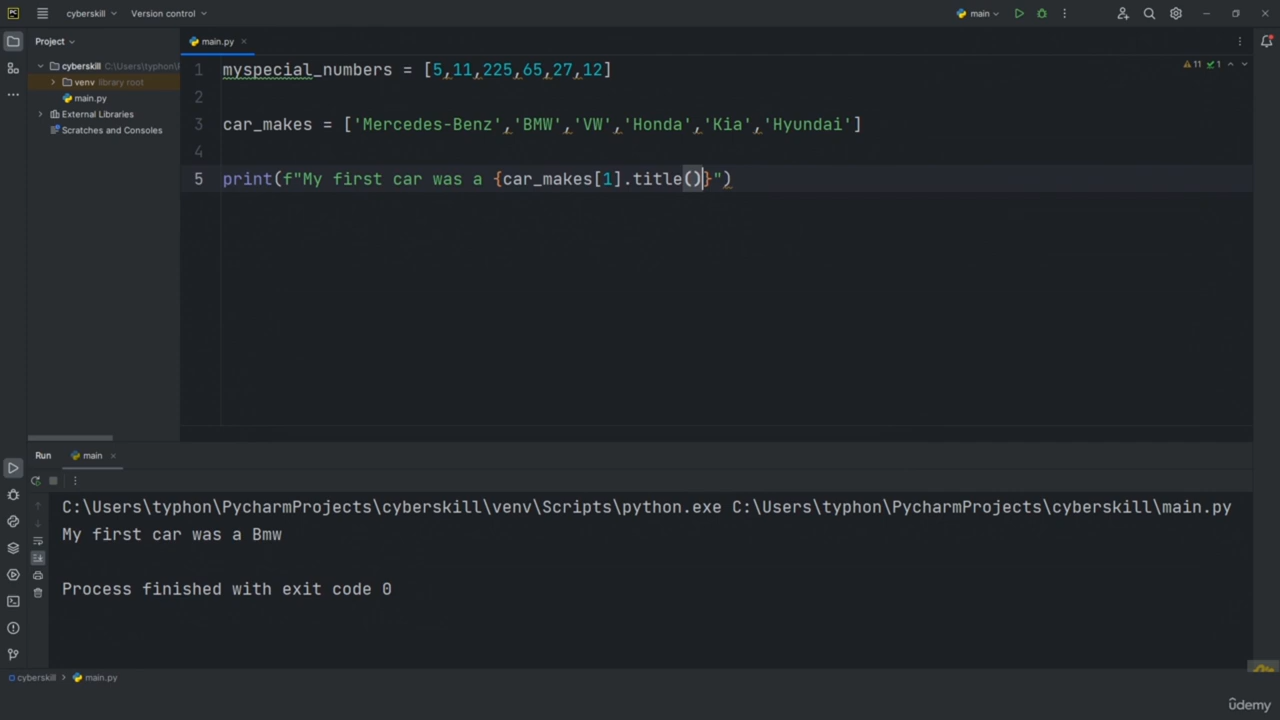 PC cyberskill Version control main
Project main.py
cyberskill C:\Users\typhon\P
venv library root
main.py
External Libraries
Scratches and Consoles
11 1
1 myspecial_numbers = [5,11,225,65,27,12]
2
3 car_makes = ['Mercedes-Benz','BMW','VW','Honda','Kia','Hyundai']
4
5 print(f"My first car was a {car_makes[1].title()}")
Run main
C:\Users\typhon\PycharmProjects\cyberskill\venv\Scripts\python.exe C:\Users\typhon\PycharmProjects\cyberskill\main.py
My first car was a Bmw
Process finished with exit code 0
cyberskill > main.py
ûdemy